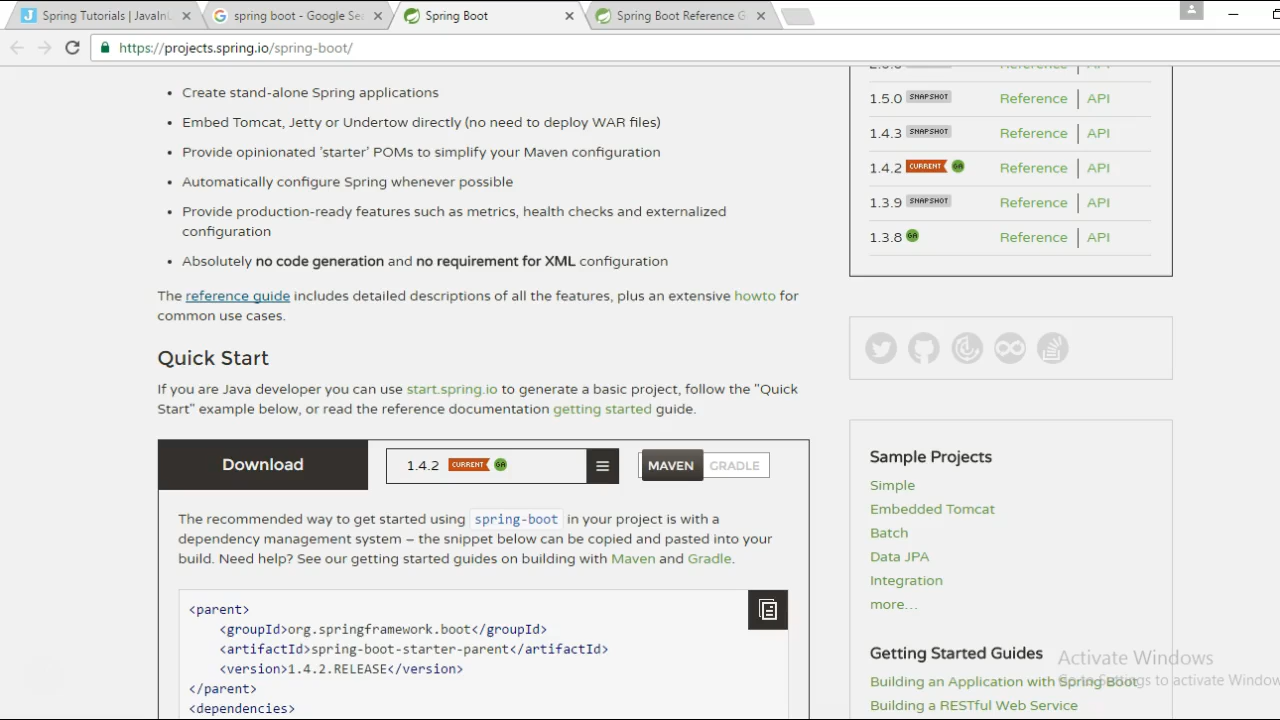 Spring Tutorials | JavaInU
spring boot - Google Sea
Spring Boot
Spring Boot Reference G
https://projects.spring.io/spring-boot/
Create stand-alone Spring applications
Embed Tomcat, Jetty or Undertow directly (no need to deploy WAR files)
Provide opinionated 'starter' POMs to simplify your Maven configuration
Automatically configure Spring whenever possible
Provide production-ready features such as metrics, health checks and externalized
configuration
Absolutely no code generation and no requirement for XML configuration
The reference guide includes detailed descriptions of all the features, plus an extensive howto for
common use cases.
Quick Start
If you are Java developer you can use start.spring.io to generate a basic project, follow the "Quick
Start" example below, or read the reference documentation getting started guide.
Download 1.4.2 CURRENT GA MAVEN GRADLE
The recommended way to get started using spring-boot in your project is with a
dependency management system – the snippet below can be copied and pasted into your
build. Need help? See our getting started guides on building with Maven and Gradle.
<parent>
<groupId>org.springframework.boot</groupId>
<artifactId>spring-boot-starter-parent</artifactId>
<version>1.4.2.RELEASE</version>
</parent>
<dependencies>
Reference API
1.5.0 SNAPSHOT Reference API
1.4.3 SNAPSHOT Reference API
1.4.2 CURRENT GA Reference API
1.3.9 SNAPSHOT Reference API
1.3.8 GA Reference API
Sample Projects
Simple
Embedded Tomcat
Batch
Data JPA
Integration
more…
Getting Started Guides
Building an Application with Spring Boot
Building a RESTful Web Service
Activate Windows
Go to Settings to activate Window